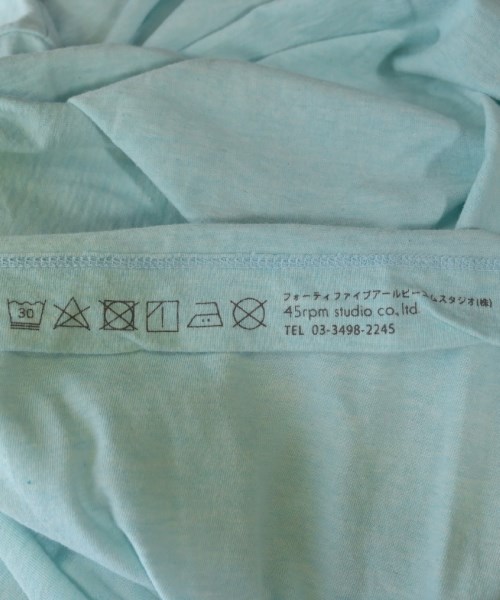 30
フォーティファイブアールピーエムスタジオ(株)
45rpm studio co.,ltd
TEL 03-3498-2245